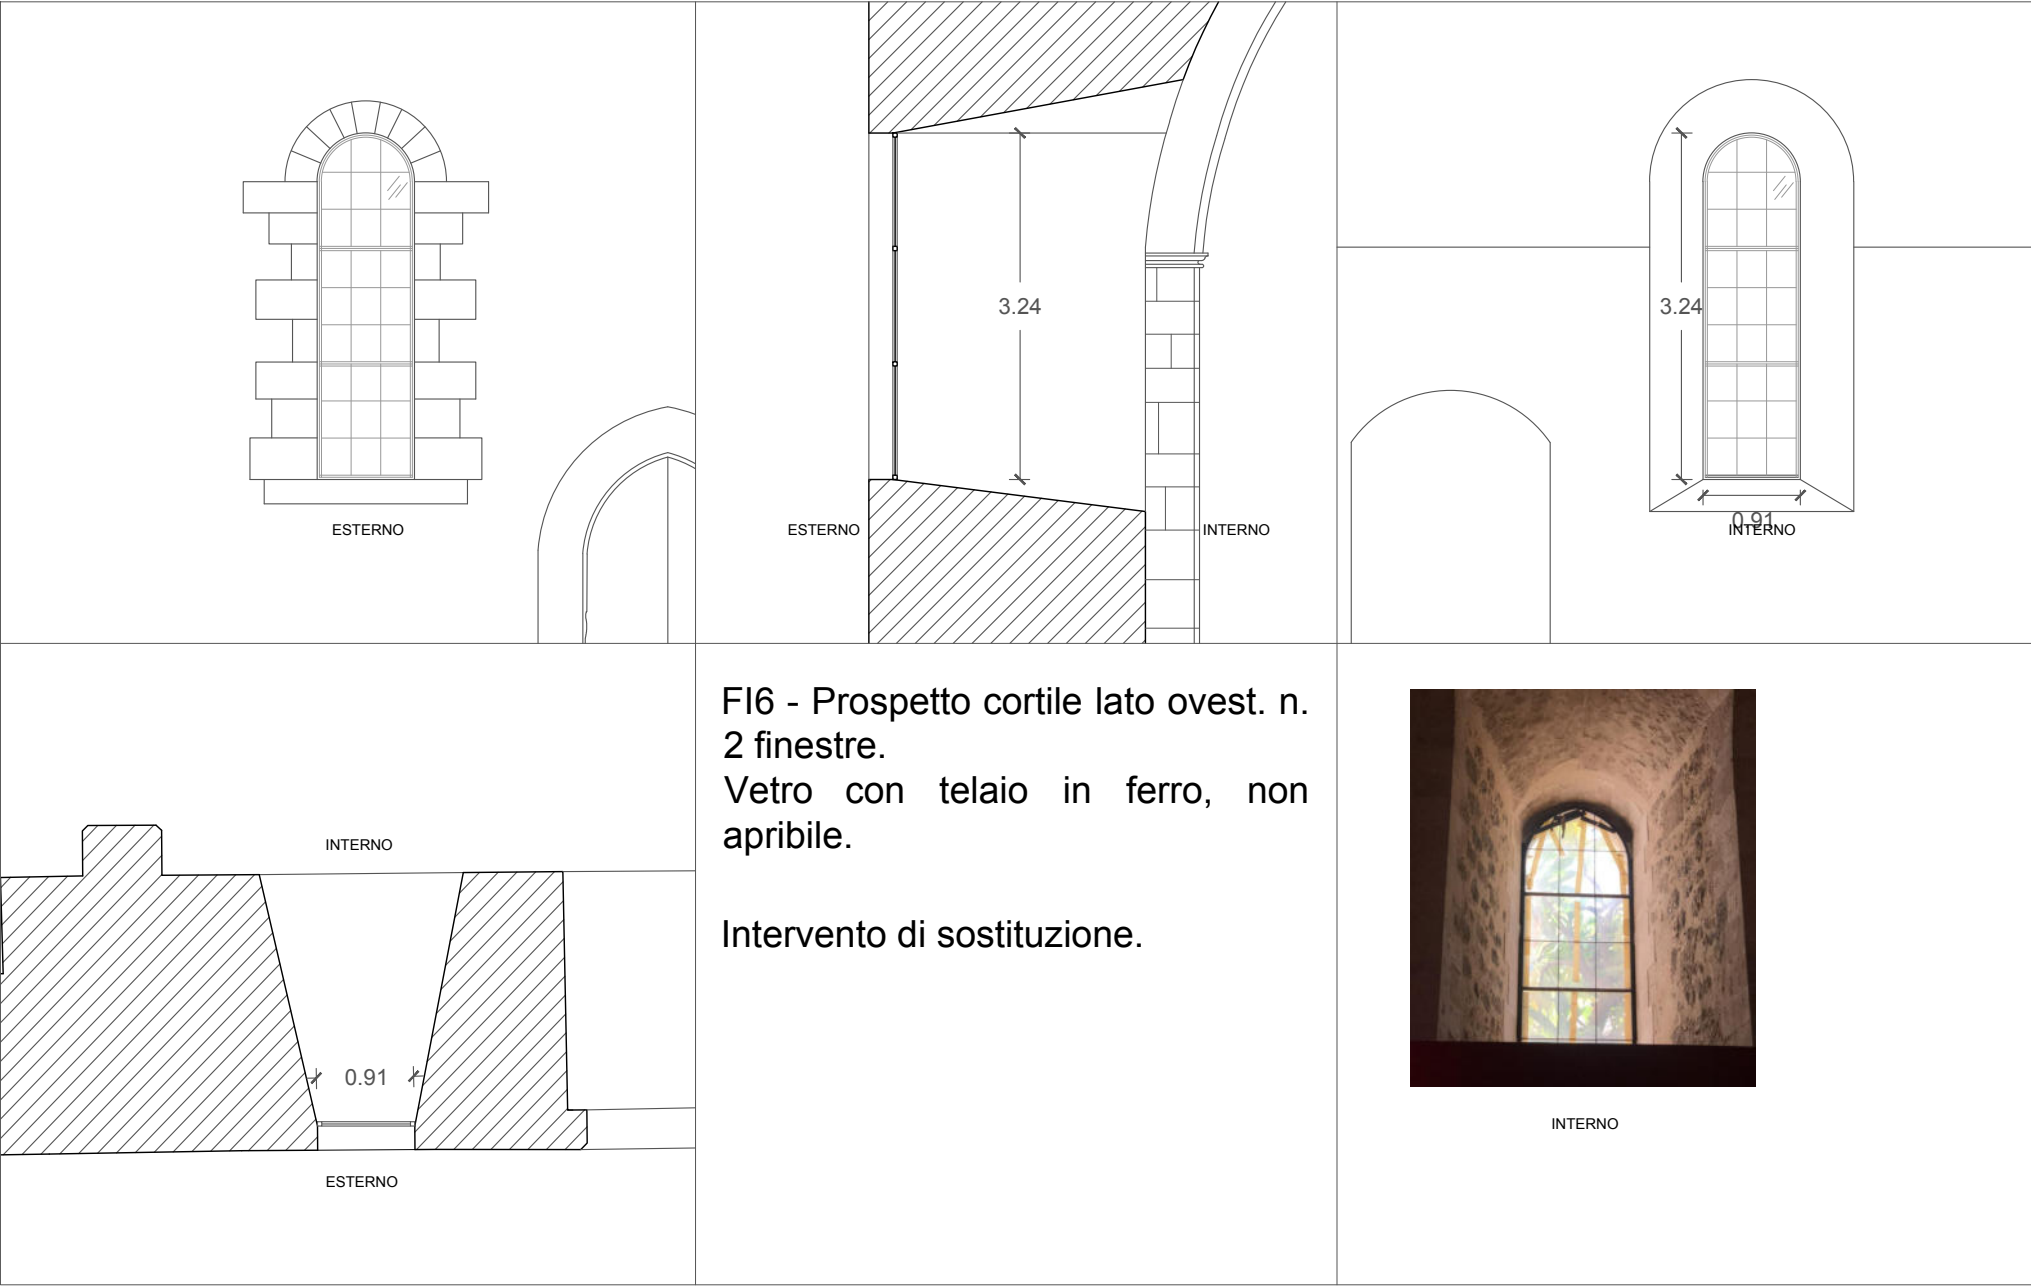 ESTERNO
3.24
ESTERNO
INTERNO
3.24
0.91
INTERNO
INTERNO
0.91
ESTERNO
FI6 - Prospetto cortile lato ovest. n.
2 finestre.
Vetro con telaio in ferro, non
apribile.
Intervento di sostituzione.
INTERNO